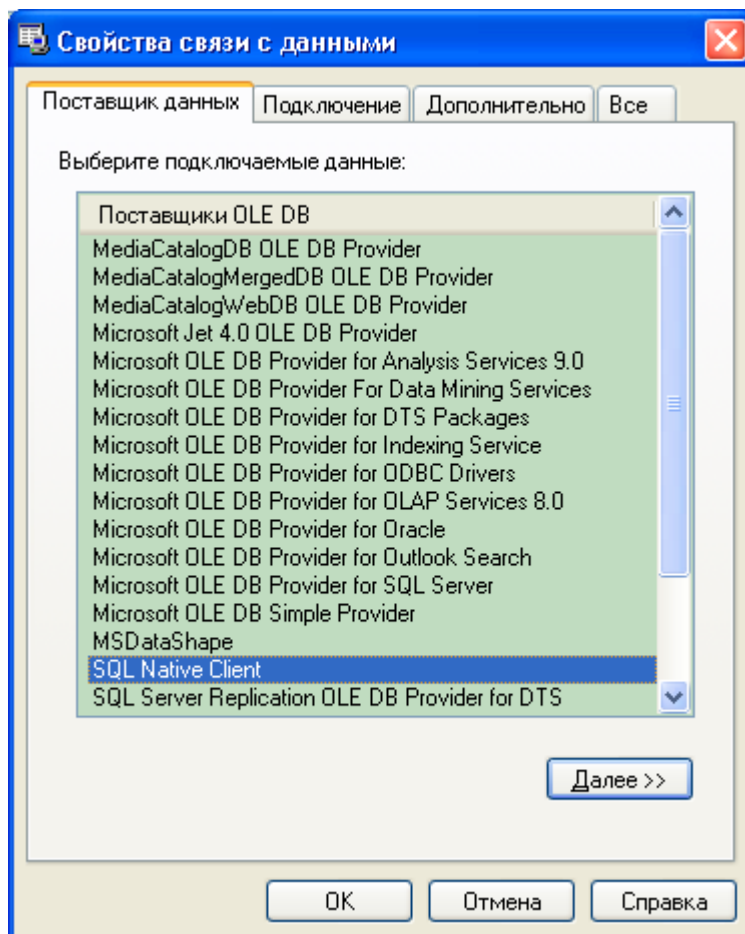 Свойства связи с данными
Поставщик данных Подключение Дополнительно Все
Выберите подключаемые данные:
Поставщики OLE DB
MediaCatalogDB OLE DB Provider
MediaCatalogMergedDB OLE DB Provider
MediaCatalogWebDB OLE DB Provider
Microsoft Jet 4.0 OLE DB Provider
Microsoft OLE DB Provider for Analysis Services 9.0
Microsoft OLE DB Provider For Data Mining Services
Microsoft OLE DB Provider for DTS Packages
Microsoft OLE DB Provider for Indexing Service
Microsoft OLE DB Provider for ODBC Drivers
Microsoft OLE DB Provider for OLAP Services 8.0
Microsoft OLE DB Provider for Oracle
Microsoft OLE DB Provider for Outlook Search
Microsoft OLE DB Provider for SQL Server
Microsoft OLE DB Simple Provider
MSDataShape
SQL Native Client
SQL Server Replication OLE DB Provider for DTS
Далее >>
OK Отмена Справка